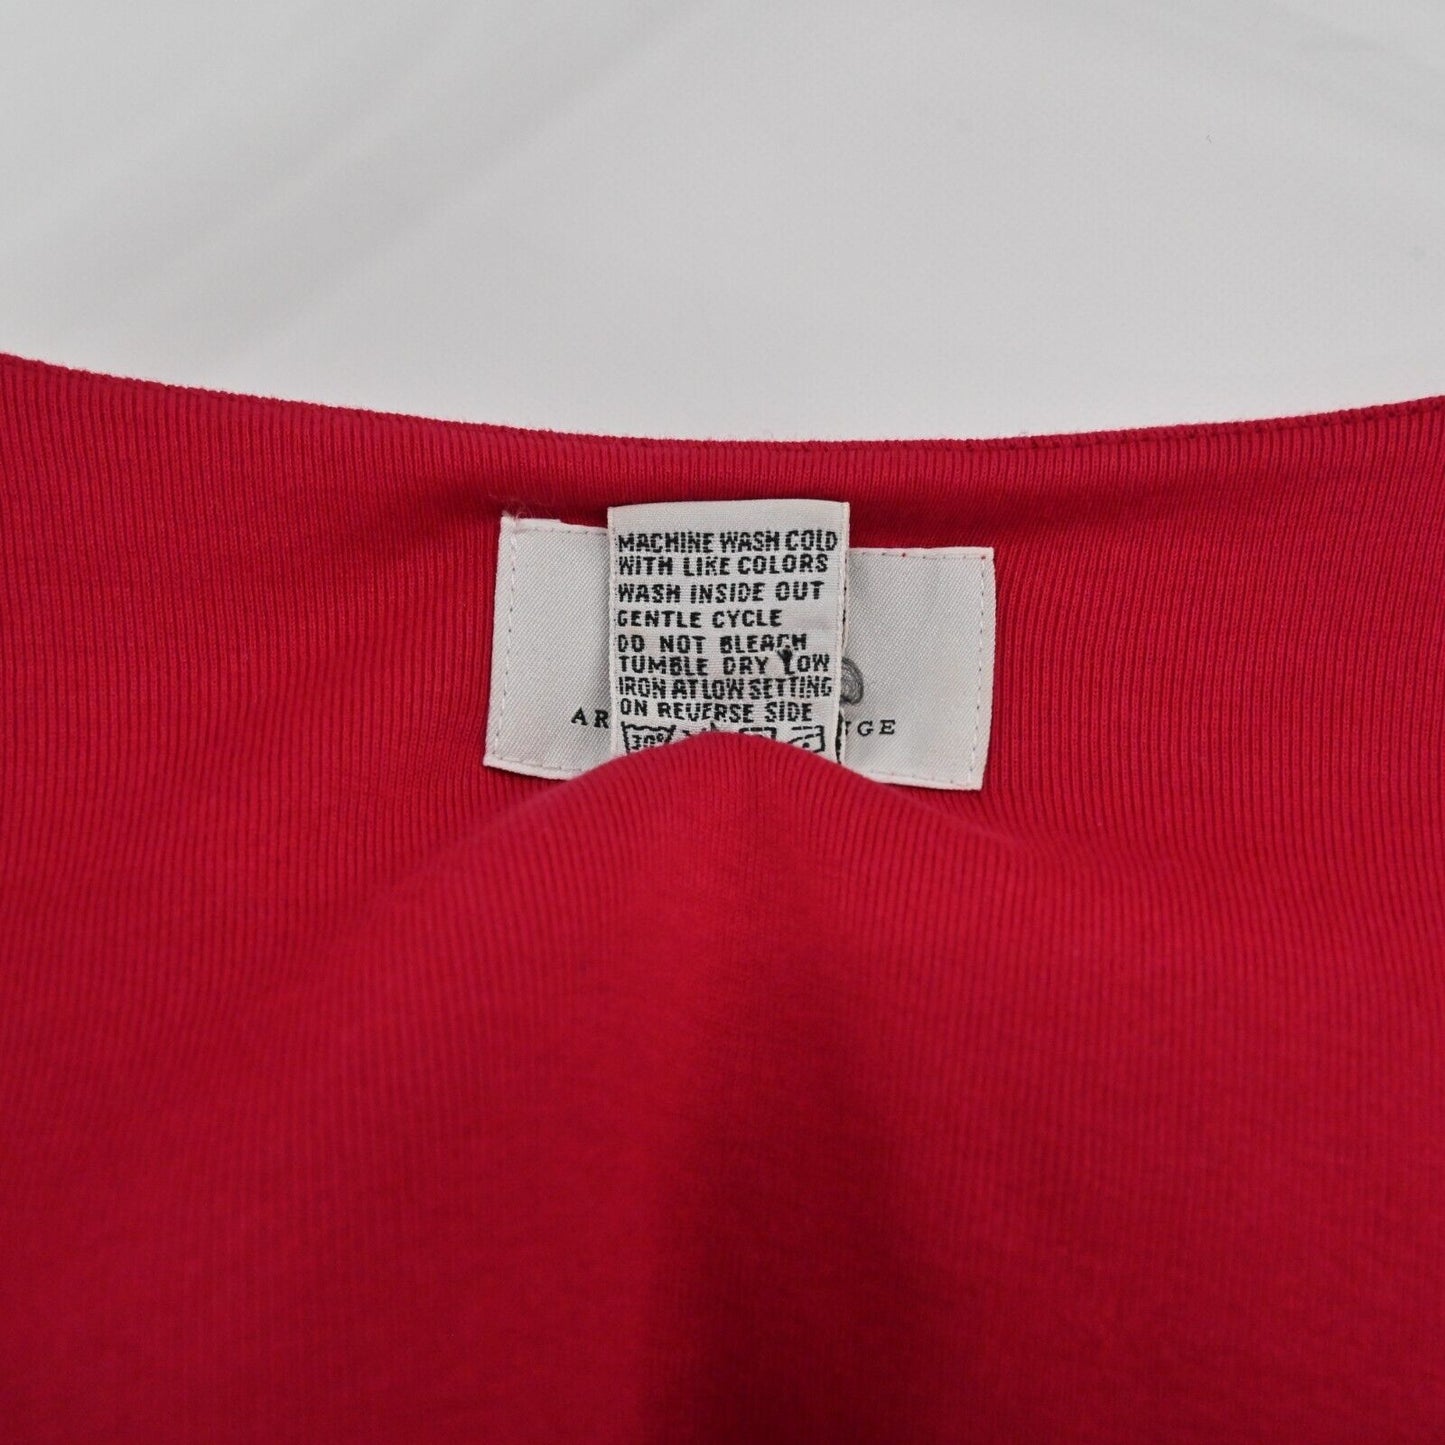 MACHINE WASH COLD
WITH LIKE COLORS
WASH INSIDE OUT
GENTLE CYCLE
DO NOT BLEACH
TUMBLE DRY LOW
IRON AT LOW SETTING
ON REVERSE SIDE
30°